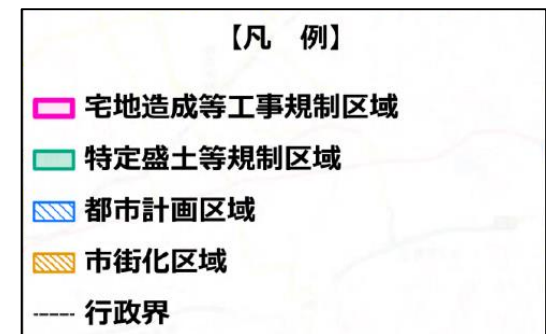 【凡 例】
宅地造成等工事規制区域
特定盛土等規制区域
都市計画区域
市街化区域
行政界